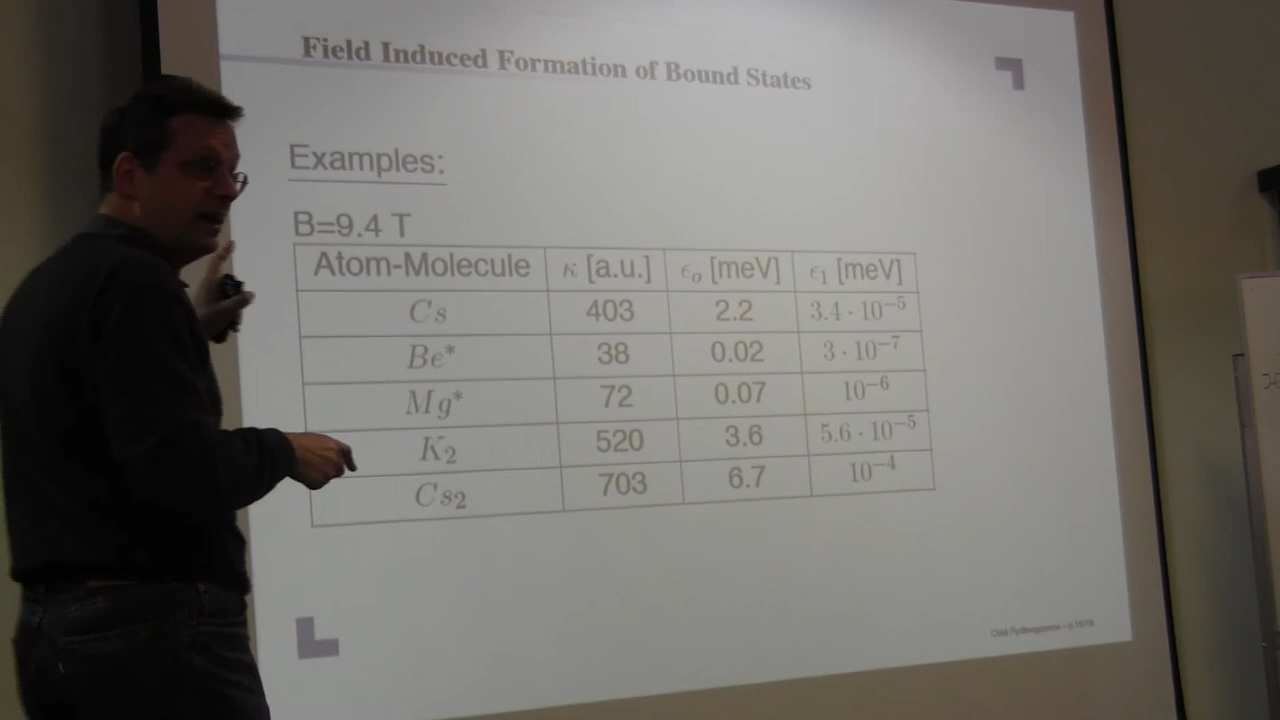 Field Induced Formation of Bound States
Examples:
B=9.4 T
Atom-Molecule κ [a.u.] ϵₒ [meV] ϵ₁ [meV]
Cs 403 2.2 3.4 · 10⁻⁵
Be* 38 0.02 3 · 10⁻⁷
Mg* 72 0.07 10⁻⁶
K₂ 520 3.6 5.6 · 10⁻⁵
Cs₂ 703 6.7 10⁻⁴